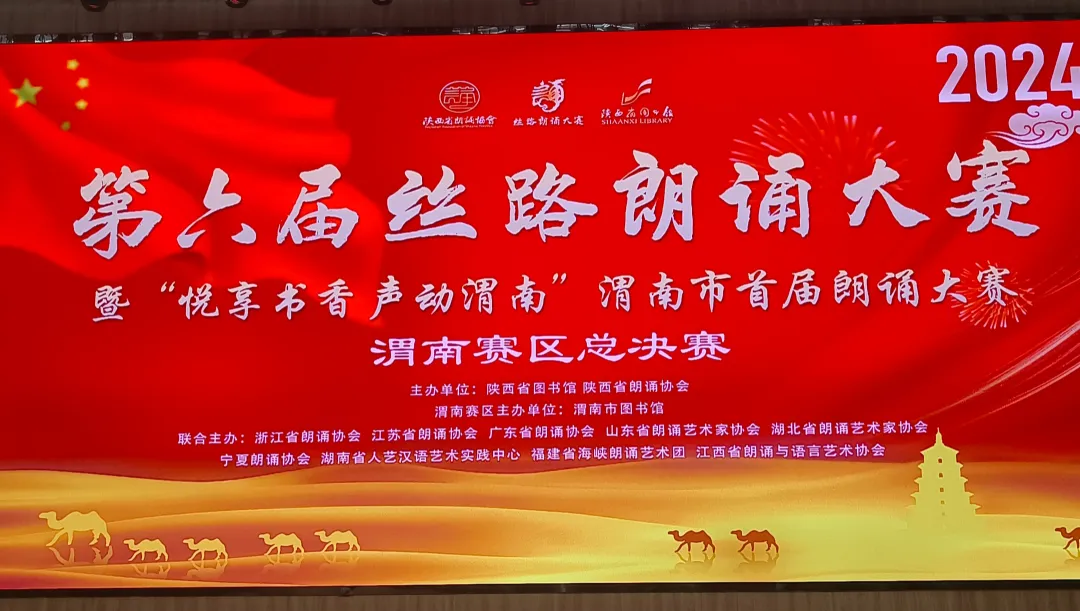 2024
陕西省朗诵協會 丝路朗诵大赛 陕西省图书馆
SHAANXI LIBRARY
第六届丝路朗诵大赛
暨“悦享书香声动渭南”渭南市首届朗诵大赛
渭南赛区总决赛
主办单位：陕西省图书馆 陕西省朗诵协会
渭南赛区主办单位：渭南市图书馆
联合主办：浙江省朗诵协会 江苏省朗诵协会 广东省朗诵协会 山东省朗诵艺术家协会 湖北省朗诵艺术家协会
宁夏朗诵协会 湖南省人艺汉语艺术实践中心 福建省海峡朗诵艺术团 江西省朗诵与语言艺术协会